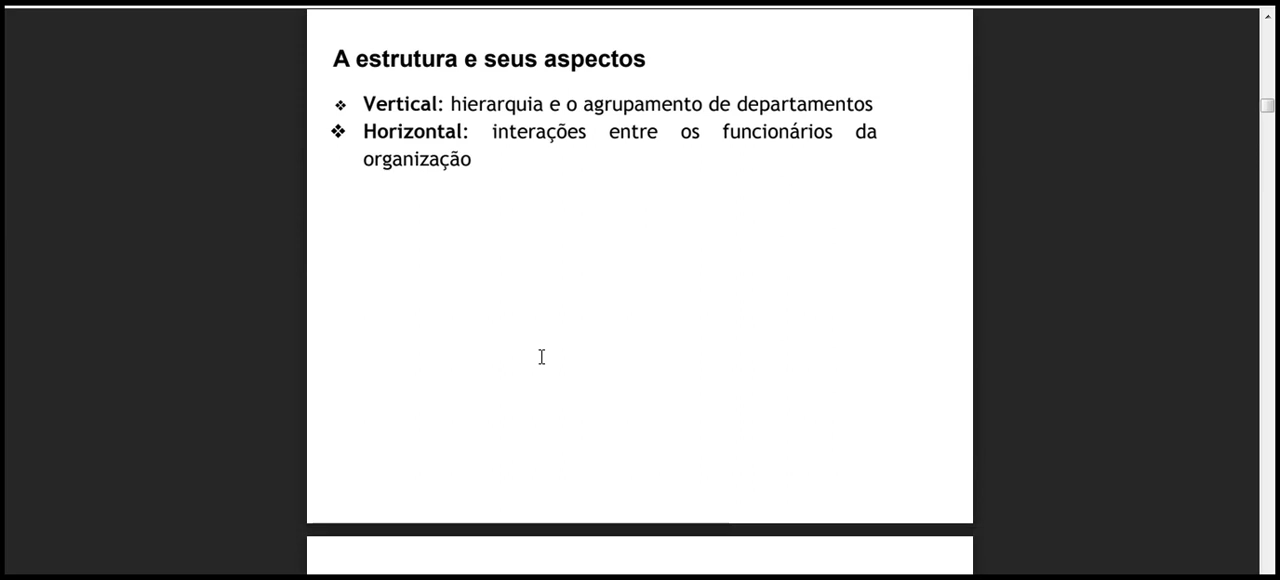 A estrutura e seus aspectos
❖ Vertical: hierarquia e o agrupamento de departamentos
❖ Horizontal: interações entre os funcionários da
organização